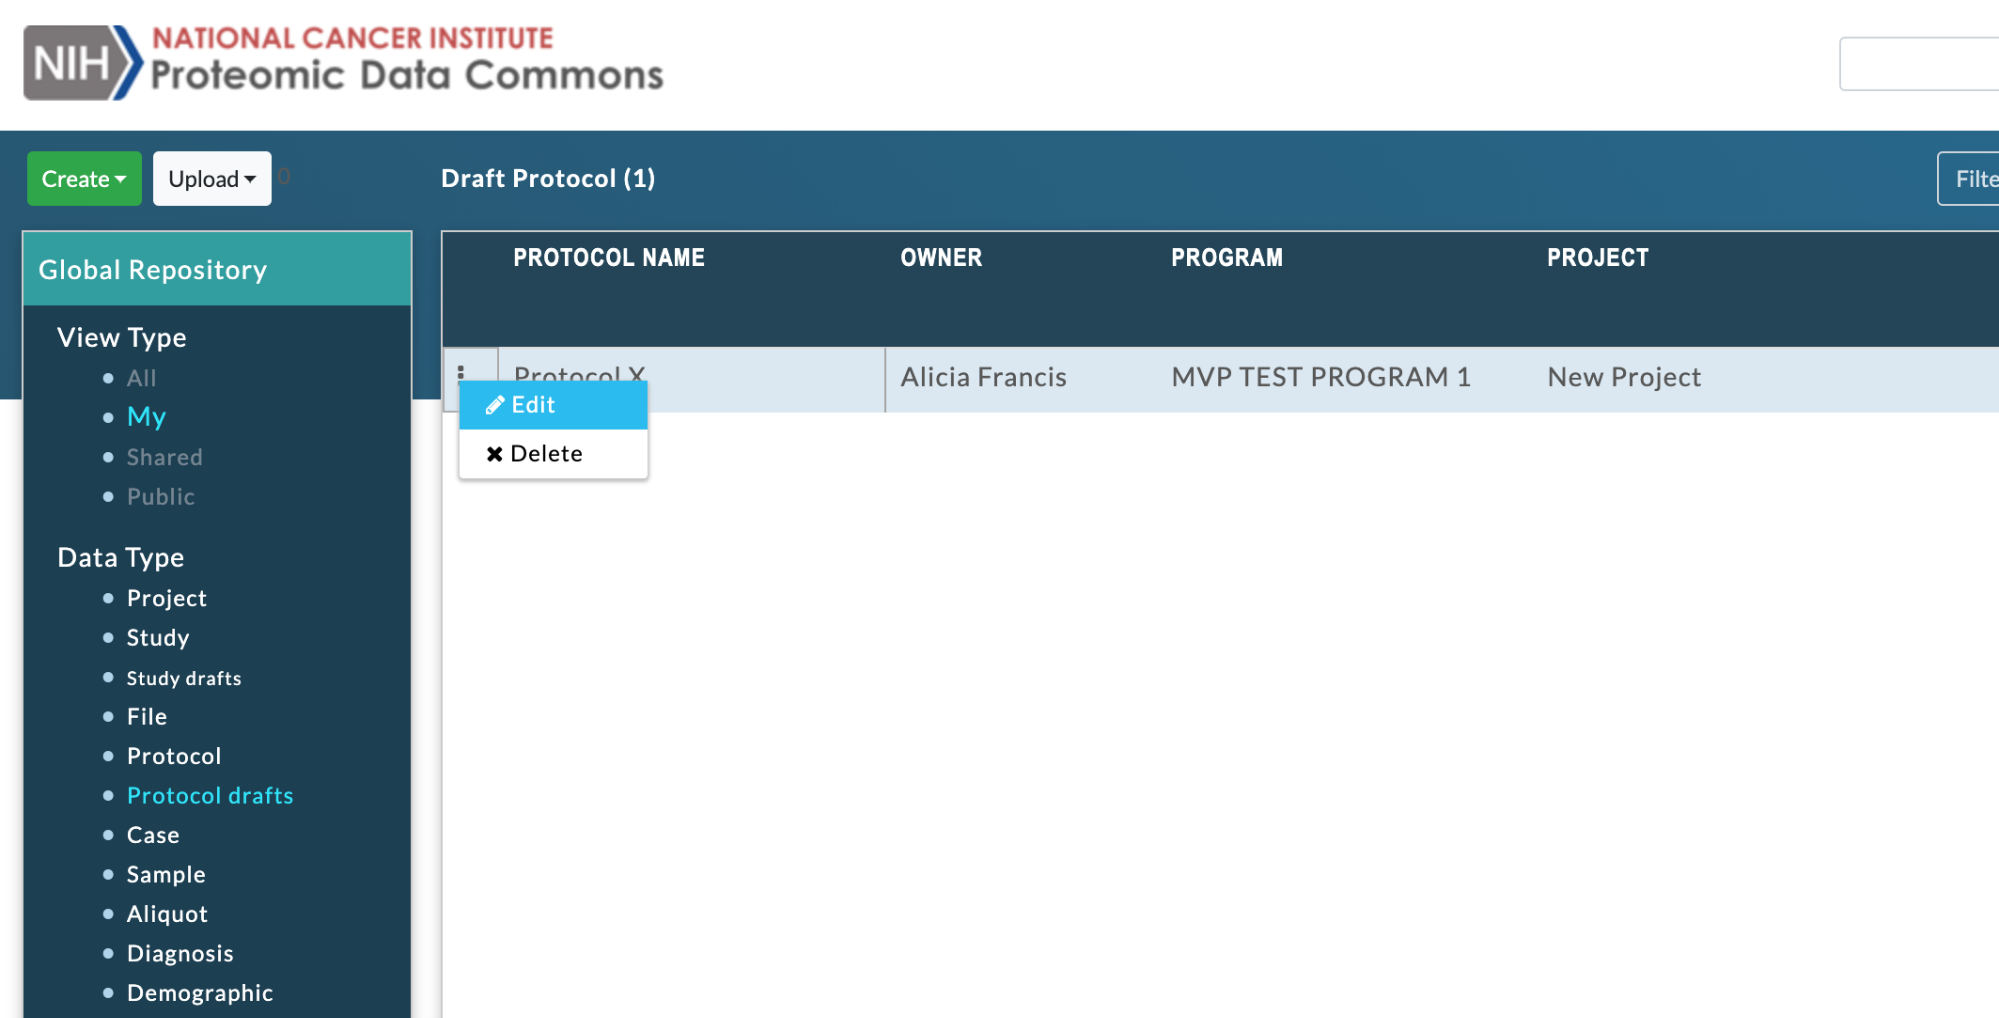 NIH NATIONAL CANCER INSTITUTE
Proteomic Data Commons
Create Upload 0
Draft Protocol (1)
Filte
Global Repository
View Type
All
My
Shared
Public
Data Type
Project
Study
Study drafts
File
Protocol
Protocol drafts
Case
Sample
Aliquot
Diagnosis
Demographic
PROTOCOL NAME OWNER PROGRAM PROJECT
Protocol X Alicia Francis MVP TEST PROGRAM 1 New Project
Edit
Delete